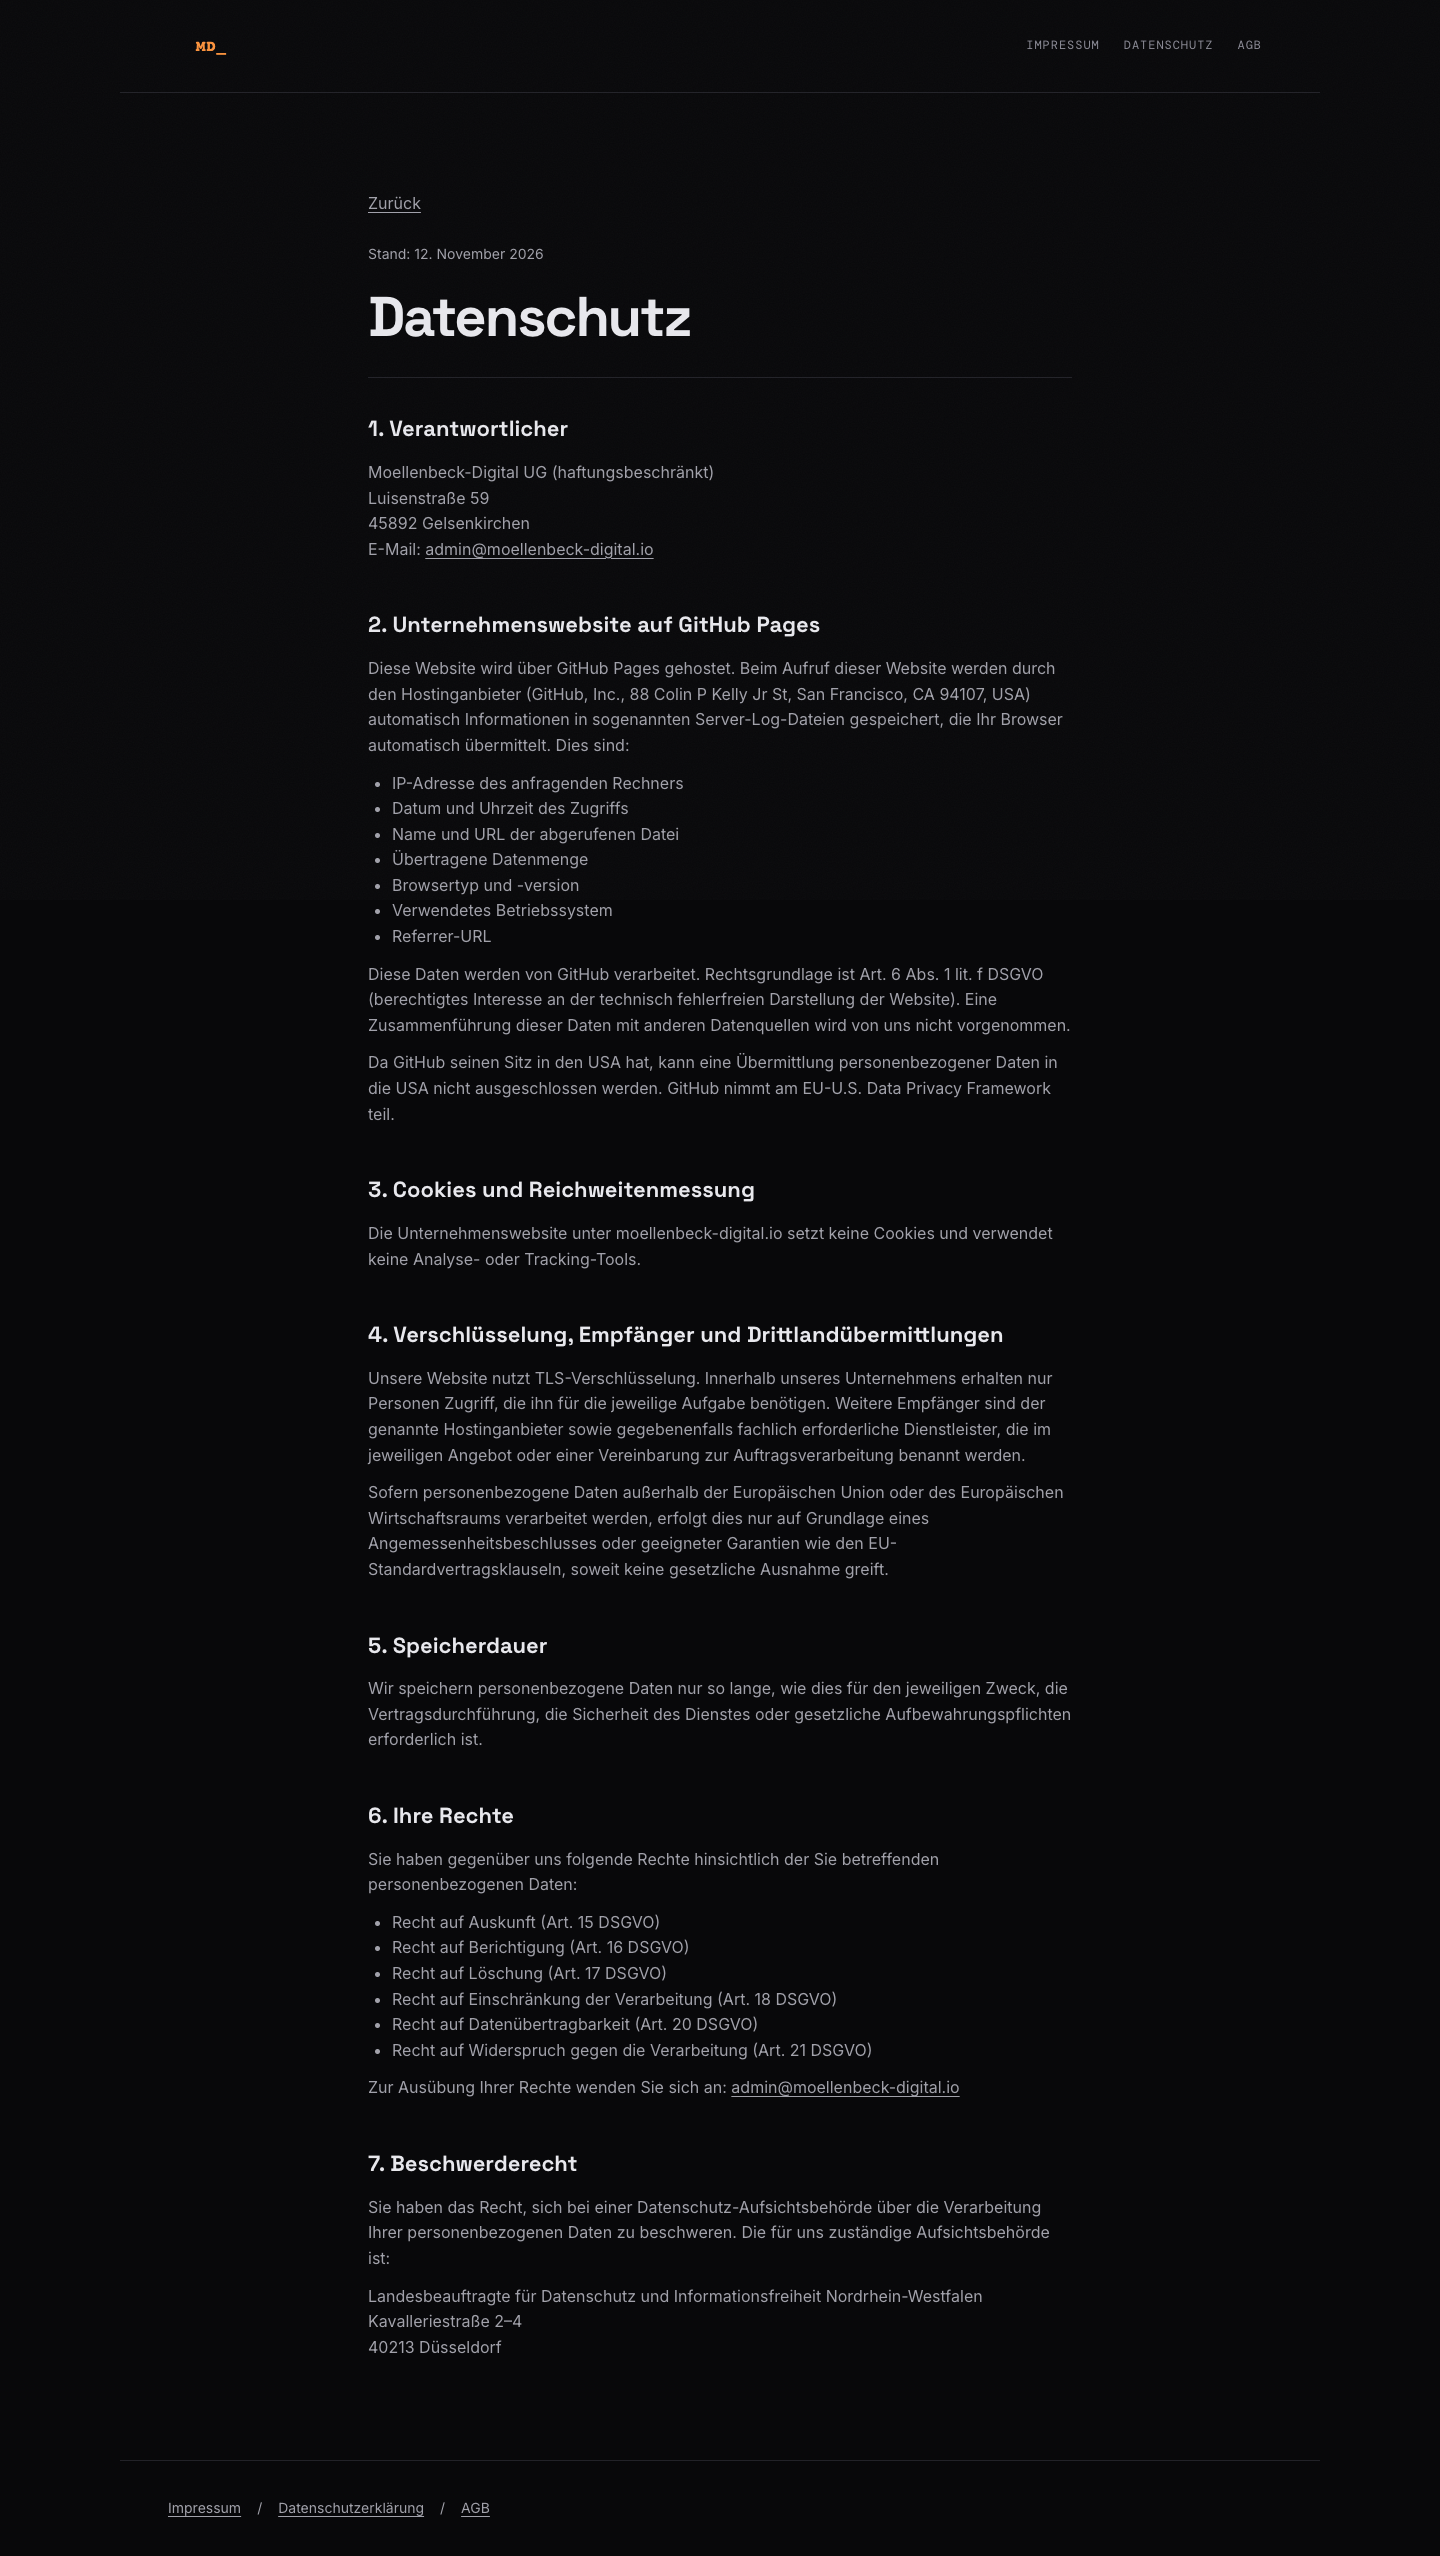 MD_
IMPRESSUM DATENSCHUTZ AGB
Zurück
Stand: 12. November 2026
Datenschutz
1. Verantwortlicher
Moellenbeck-Digital UG (haftungsbeschränkt)
Luisenstraße 59
45892 Gelsenkirchen
E-Mail: admin@moellenbeck-digital.io
2. Unternehmenswebsite auf GitHub Pages
Diese Website wird über GitHub Pages gehostet. Beim Aufruf dieser Website werden durch
den Hostinganbieter (GitHub, Inc., 88 Colin P Kelly Jr St, San Francisco, CA 94107, USA)
automatisch Informationen in sogenannten Server-Log-Dateien gespeichert, die Ihr Browser
automatisch übermittelt. Dies sind:
• IP-Adresse des anfragenden Rechners
• Datum und Uhrzeit des Zugriffs
• Name und URL der abgerufenen Datei
• Übertragene Datenmenge
• Browsertyp und -version
• Verwendetes Betriebssystem
• Referrer-URL
Diese Daten werden von GitHub verarbeitet. Rechtsgrundlage ist Art. 6 Abs. 1 lit. f DSGVO
(berechtigtes Interesse an der technisch fehlerfreien Darstellung der Website). Eine
Zusammenführung dieser Daten mit anderen Datenquellen wird von uns nicht vorgenommen.
Da GitHub seinen Sitz in den USA hat, kann eine Übermittlung personenbezogener Daten in
die USA nicht ausgeschlossen werden. GitHub nimmt am EU-U.S. Data Privacy Framework
teil.
3. Cookies und Reichweitenmessung
Die Unternehmenswebsite unter moellenbeck-digital.io setzt keine Cookies und verwendet
keine Analyse- oder Tracking-Tools.
4. Verschlüsselung, Empfänger und Drittlandübermittlungen
Unsere Website nutzt TLS-Verschlüsselung. Innerhalb unseres Unternehmens erhalten nur
Personen Zugriff, die ihn für die jeweilige Aufgabe benötigen. Weitere Empfänger sind der
genannte Hostinganbieter sowie gegebenenfalls fachlich erforderliche Dienstleister, die im
jeweiligen Angebot oder einer Vereinbarung zur Auftragsverarbeitung benannt werden.
Sofern personenbezogene Daten außerhalb der Europäischen Union oder des Europäischen
Wirtschaftsraums verarbeitet werden, erfolgt dies nur auf Grundlage eines
Angemessenheitsbeschlusses oder geeigneter Garantien wie den EU-
Standardvertragsklauseln, soweit keine gesetzliche Ausnahme greift.
5. Speicherdauer
Wir speichern personenbezogene Daten nur so lange, wie dies für den jeweiligen Zweck, die
Vertragsdurchführung, die Sicherheit des Dienstes oder gesetzliche Aufbewahrungspflichten
erforderlich ist.
6. Ihre Rechte
Sie haben gegenüber uns folgende Rechte hinsichtlich der Sie betreffenden
personenbezogenen Daten:
• Recht auf Auskunft (Art. 15 DSGVO)
• Recht auf Berichtigung (Art. 16 DSGVO)
• Recht auf Löschung (Art. 17 DSGVO)
• Recht auf Einschränkung der Verarbeitung (Art. 18 DSGVO)
• Recht auf Datenübertragbarkeit (Art. 20 DSGVO)
• Recht auf Widerspruch gegen die Verarbeitung (Art. 21 DSGVO)
Zur Ausübung Ihrer Rechte wenden Sie sich an: admin@moellenbeck-digital.io
7. Beschwerderecht
Sie haben das Recht, sich bei einer Datenschutz-Aufsichtsbehörde über die Verarbeitung
Ihrer personenbezogenen Daten zu beschweren. Die für uns zuständige Aufsichtsbehörde
ist:
Landesbeauftragte für Datenschutz und Informationsfreiheit Nordrhein-Westfalen
Kavalleriestraße 2–4
40213 Düsseldorf
Impressum / Datenschutzerklärung / AGB